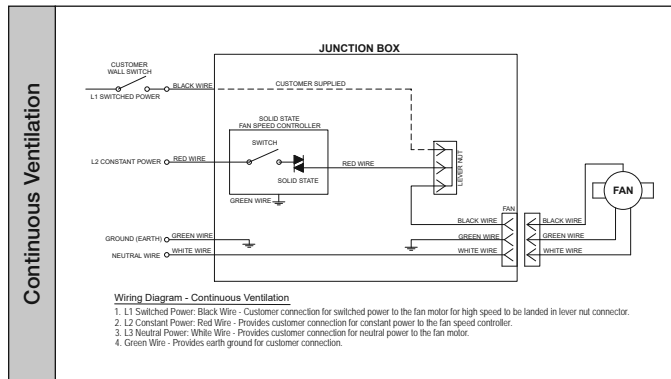 Continuous Ventilation
JUNCTION BOX
CUSTOMER
WALL SWITCH
BLACK WIRE
CUSTOMER SUPPLIED
L1 SWITCHED POWER
SOLID STATE
FAN SPEED CONTROLLER
SWITCH
L2 CONSTANT POWER
RED WIRE
RED WIRE
LEVER NUT
SOLID STATE
GREEN WIRE
FAN
FAN
BLACK WIRE
BLACK WIRE
GROUND (EARTH)
GREEN WIRE
GREEN WIRE
GREEN WIRE
NEUTRAL WIRE
WHITE WIRE
WHITE WIRE
WHITE WIRE
Wiring Diagram - Continuous Ventilation
1. L1 Switched Power: Black Wire - Customer connection for switched power to the fan motor for high speed to be landed in lever nut connector.
2. L2 Constant Power: Red Wire - Provides customer connection for constant power to the fan speed controller.
3. L3 Neutral Power: White Wire - Provides customer connection for neutral power to the fan motor.
4. Green Wire - Provides earth ground for customer connection.